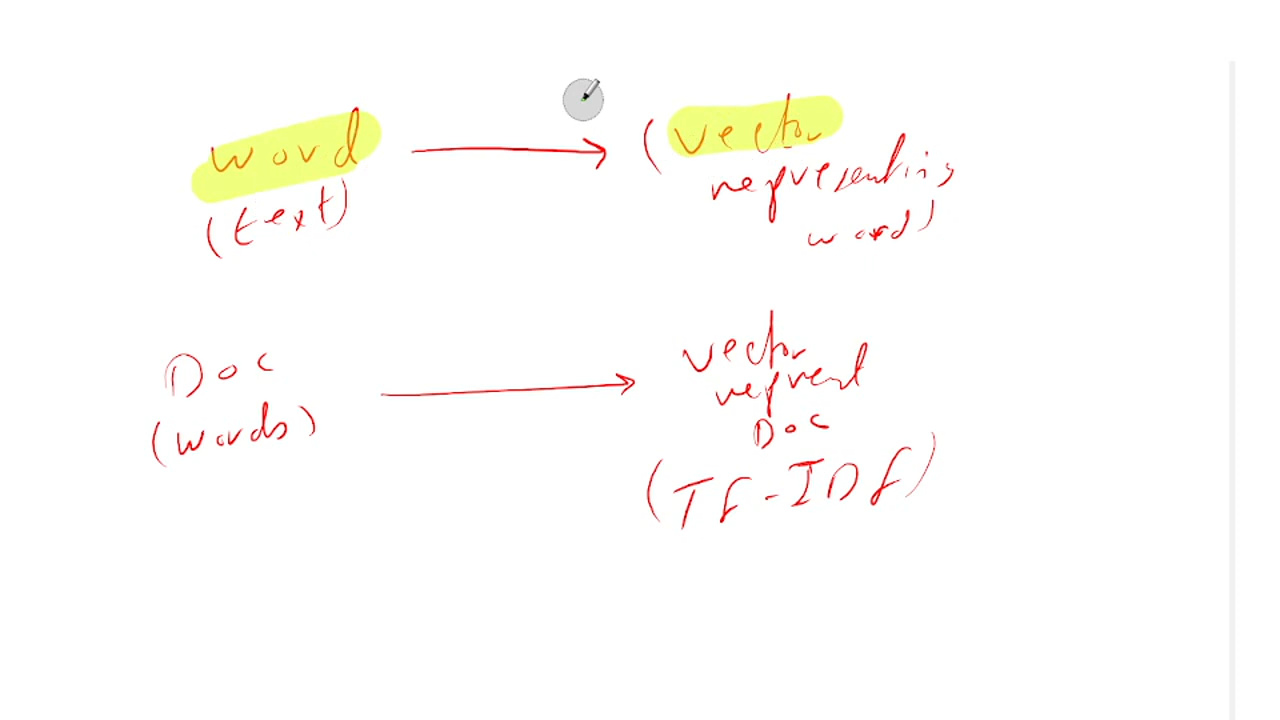 word
(text)
(vector
representing
word)
Doc
(words)
vector
represent
Doc
(TF-IDF)